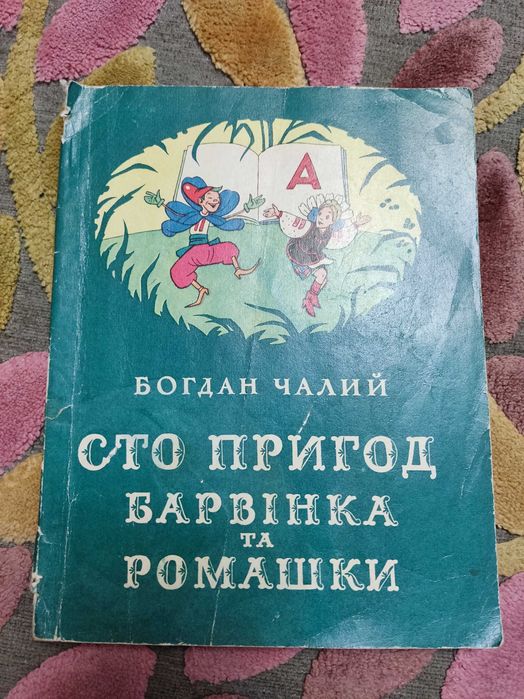 А
БОГДАН ЧАЛИЙ
СТО ПРИГОД
БАРВІНКА
ТА
РОМАШКИ